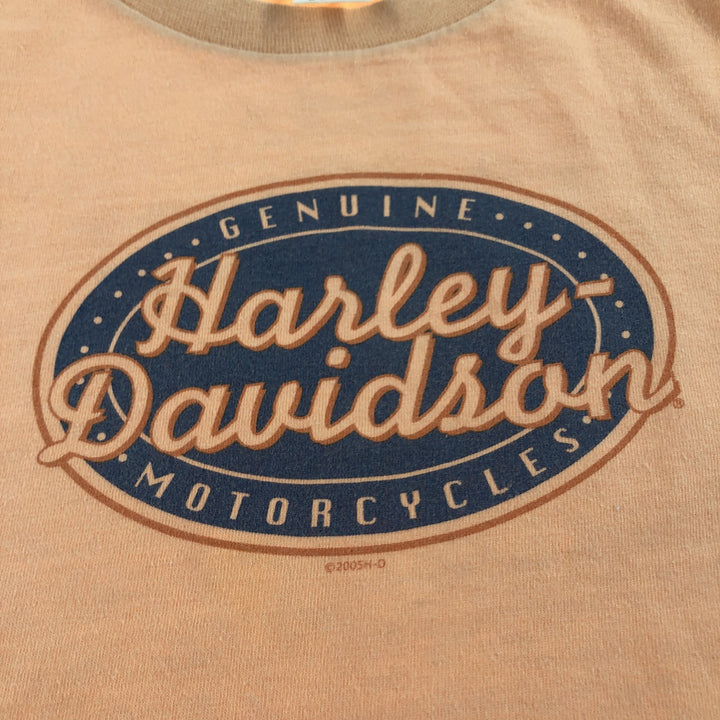 GENUINE
Harley-
Davidson®
MOTORCYCLES
©2005H-D